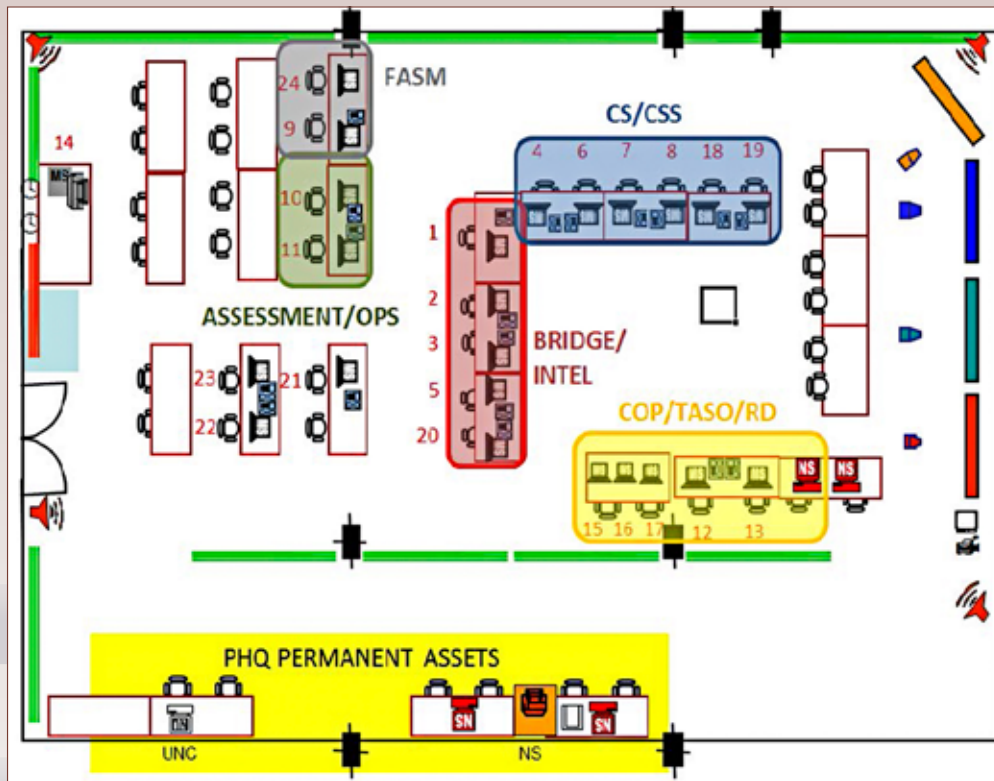 FASM
24
9
10
11
14
MS
ASSESSMENT/OPS
23
22
21
CS/CSS
4 6 7 8 18 19
1
2
3
5
20
BRIDGE/
INTEL
COP/TASO/RD
NS NS
15 16 17 12 13
PHQ PERMANENT ASSETS
NS
NS
UNC
NS